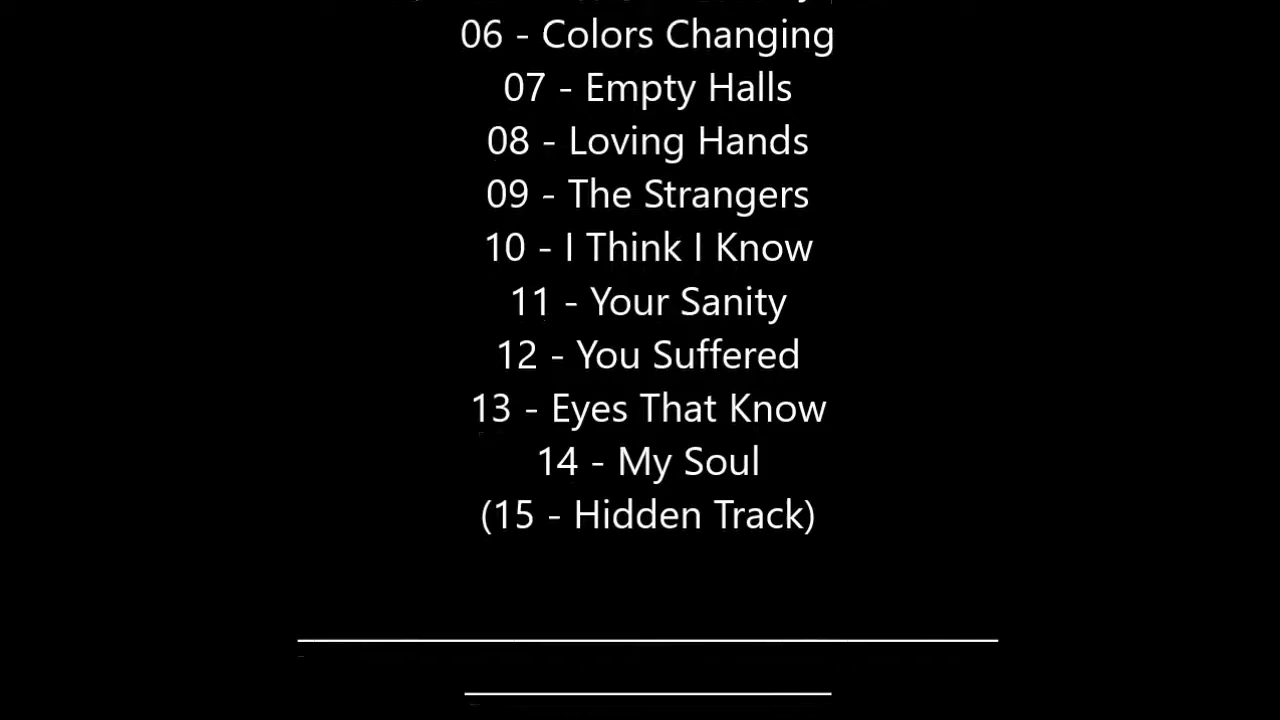 06 - Colors Changing
07 - Empty Halls
08 - Loving Hands
09 - The Strangers
10 - I Think I Know
11 - Your Sanity
12 - You Suffered
13 - Eyes That Know
14 - My Soul
(15 - Hidden Track)